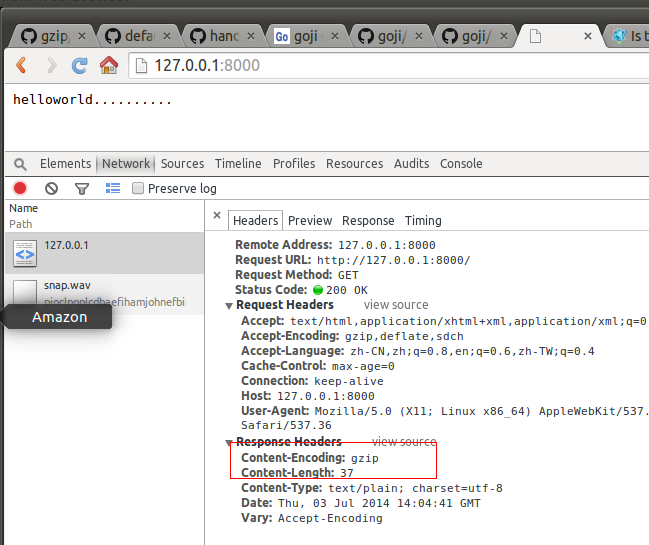 gzip,
defau
hand
Go goji -
goji/
goji/
Is t
127.0.0.1:8000
helloworld..........
Elements Network Sources Timeline Profiles Resources Audits Console
Preserve log
Name
Path
Headers Preview Response Timing
127.0.0.1
snap.wav
Amazon
Remote Address: 127.0.0.1:8000
Request URL: http://127.0.0.1:8000/
Request Method: GET
Status Code: 200 OK
Request Headers view source
Accept: text/html,application/xhtml+xml,application/xml;q=0
Accept-Encoding: gzip,deflate,sdch
Accept-Language: zh-CN,zh;q=0.8,en;q=0.6,zh-TW;q=0.4
Cache-Control: max-age=0
Connection: keep-alive
Host: 127.0.0.1:8000
User-Agent: Mozilla/5.0 (X11; Linux x86_64) AppleWebKit/537.
Safari/537.36
Response Headers view source
Content-Encoding: gzip
Content-Length: 37
Content-Type: text/plain; charset=utf-8
Date: Thu, 03 Jul 2014 14:04:41 GMT
Vary: Accept-Encoding